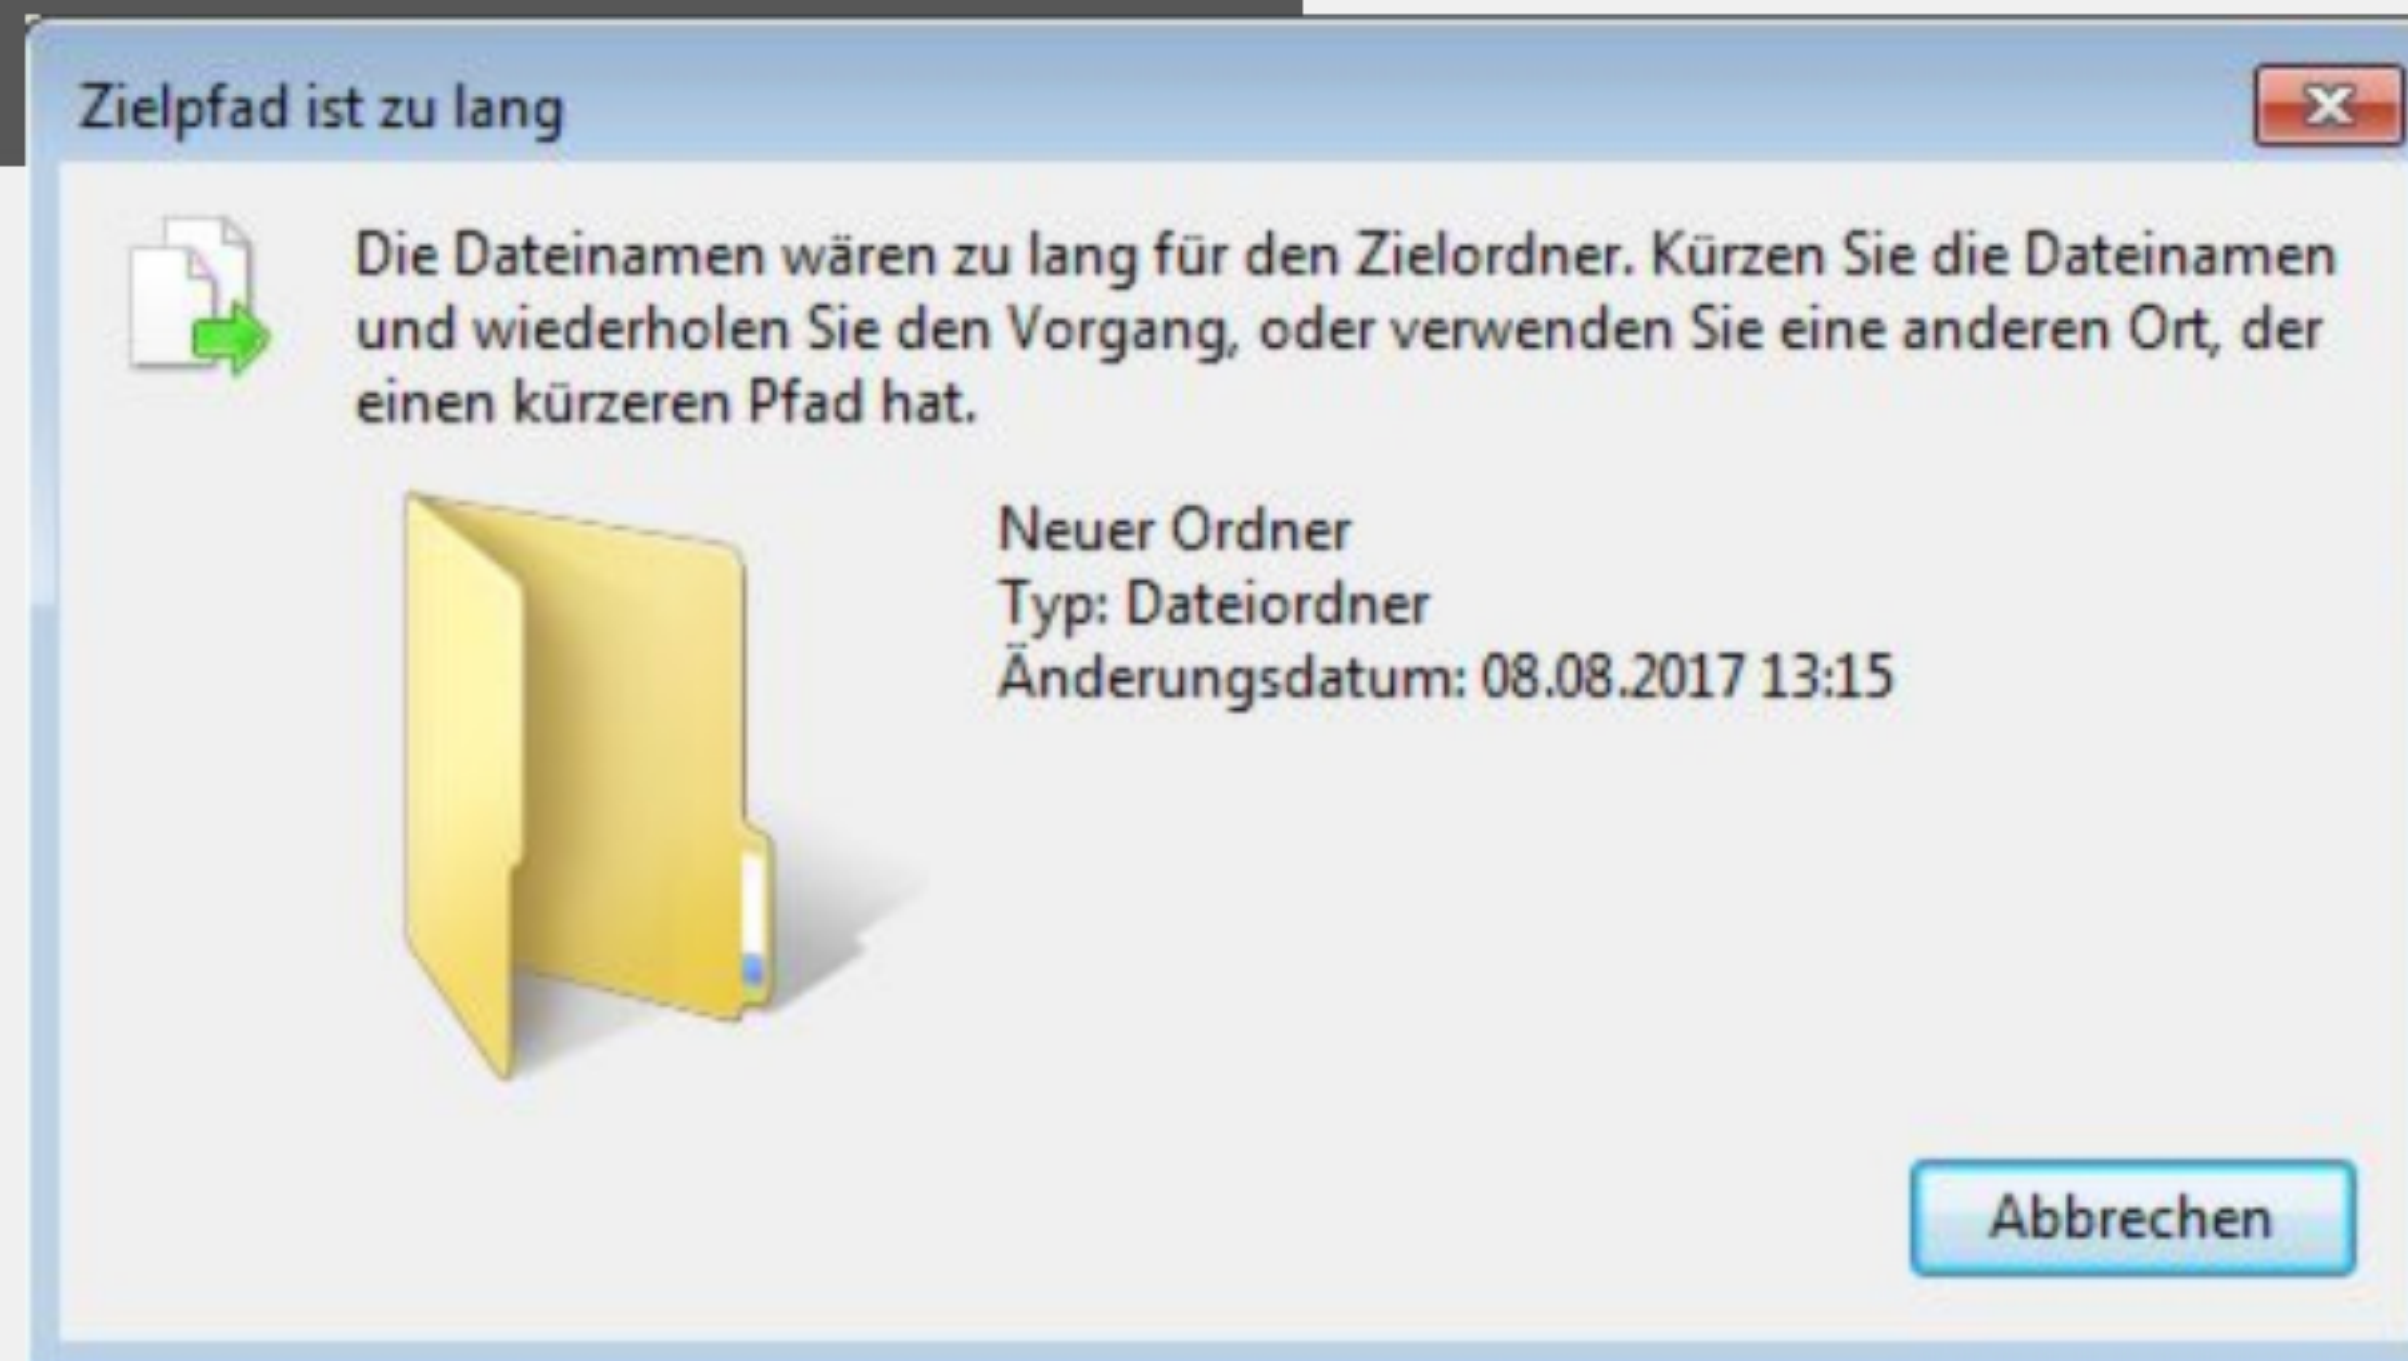 Zielpfad ist zu lang
Die Dateinamen wären zu lang für den Zielordner. Kürzen Sie die Dateinamen
und wiederholen Sie den Vorgang, oder verwenden Sie eine anderen Ort, der
einen kürzeren Pfad hat.
Neuer Ordner
Typ: Dateiordner
Änderungsdatum: 08.08.2017 13:15
Abbrechen